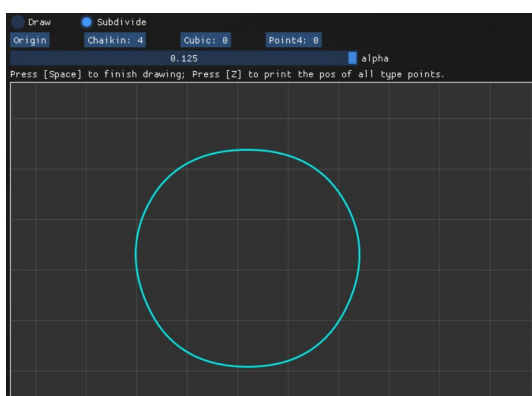 Draw Subdivide
Origin Chaikin: 4 Cubic: 0 Point4: 0
0.125 alpha
Press [Space] to finish drawing; Press [Z] to print the pos of all type points.